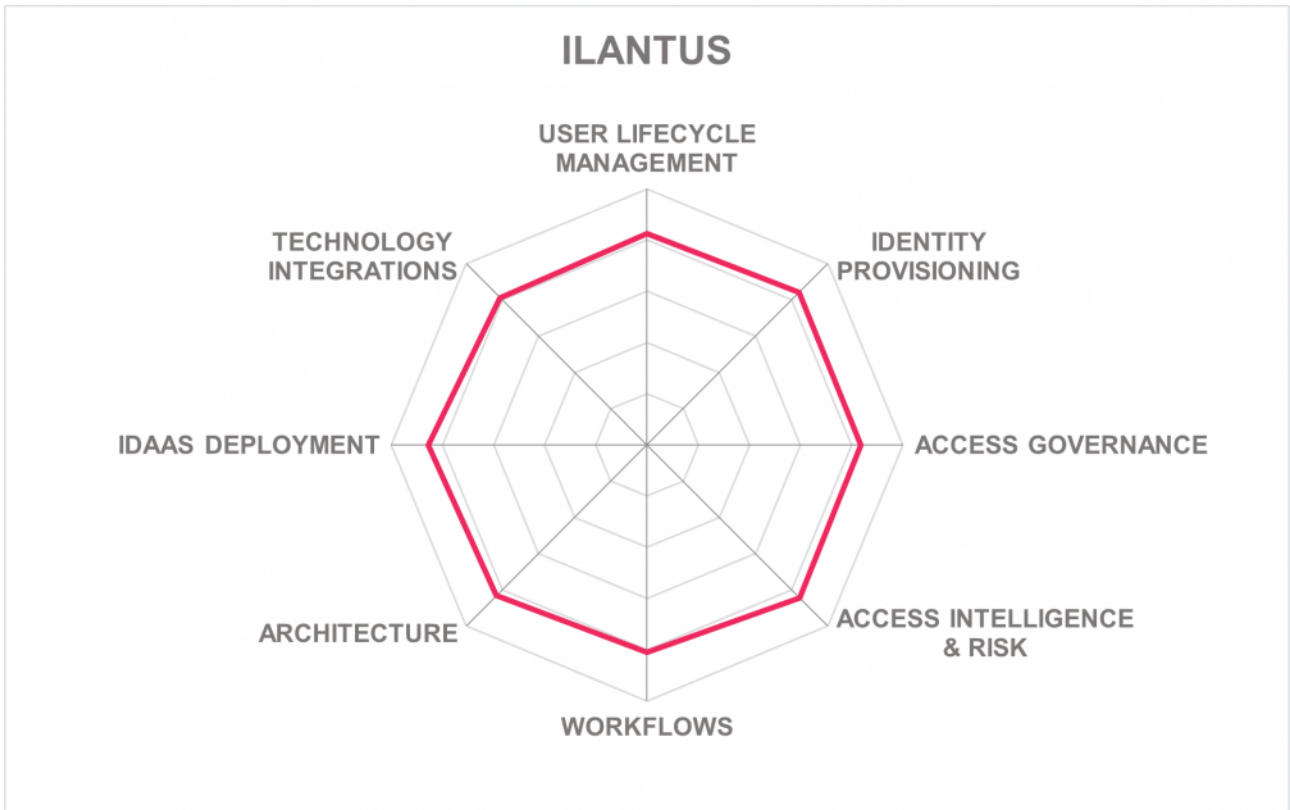 ILANTUS
USER LIFECYCLE
MANAGEMENT
TECHNOLOGY
INTEGRATIONS
IDENTITY
PROVISIONING
IDAAS DEPLOYMENT
ACCESS GOVERNANCE
ARCHITECTURE
ACCESS INTELLIGENCE
& RISK
WORKFLOWS